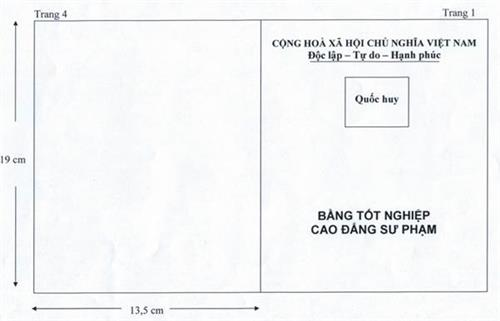 Trang 4
Trang 1
CỘNG HOÀ XÃ HỘI CHỦ NGHĨA VIỆT NAM
Độc lập – Tự do – Hạnh phúc
Quốc huy
19 cm
BẰNG TỐT NGHIỆP
CAO ĐẲNG SƯ PHẠM
13,5 cm